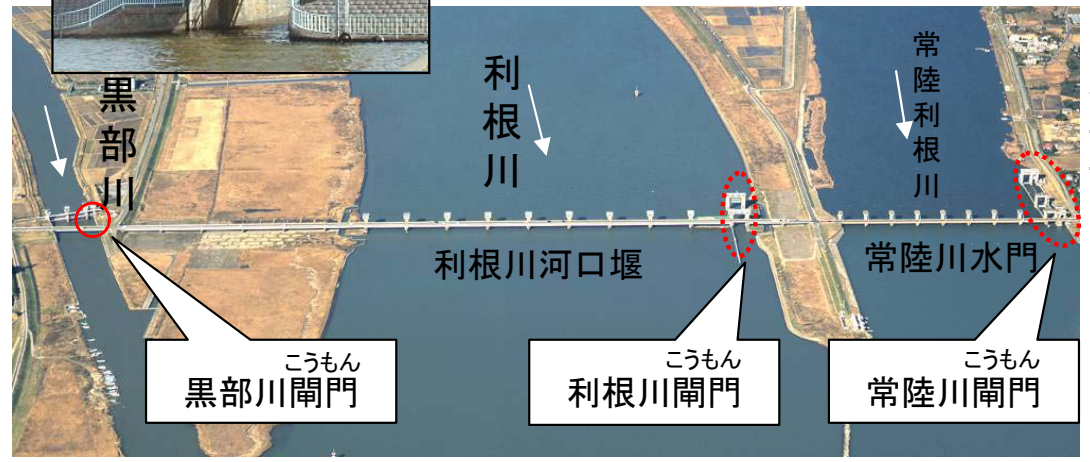 黒部川
利根川
常陸利根川
利根川河口堰
常陸川水門
こうもん
黒部川閘門
こうもん
利根川閘門
こうもん
常陸川閘門